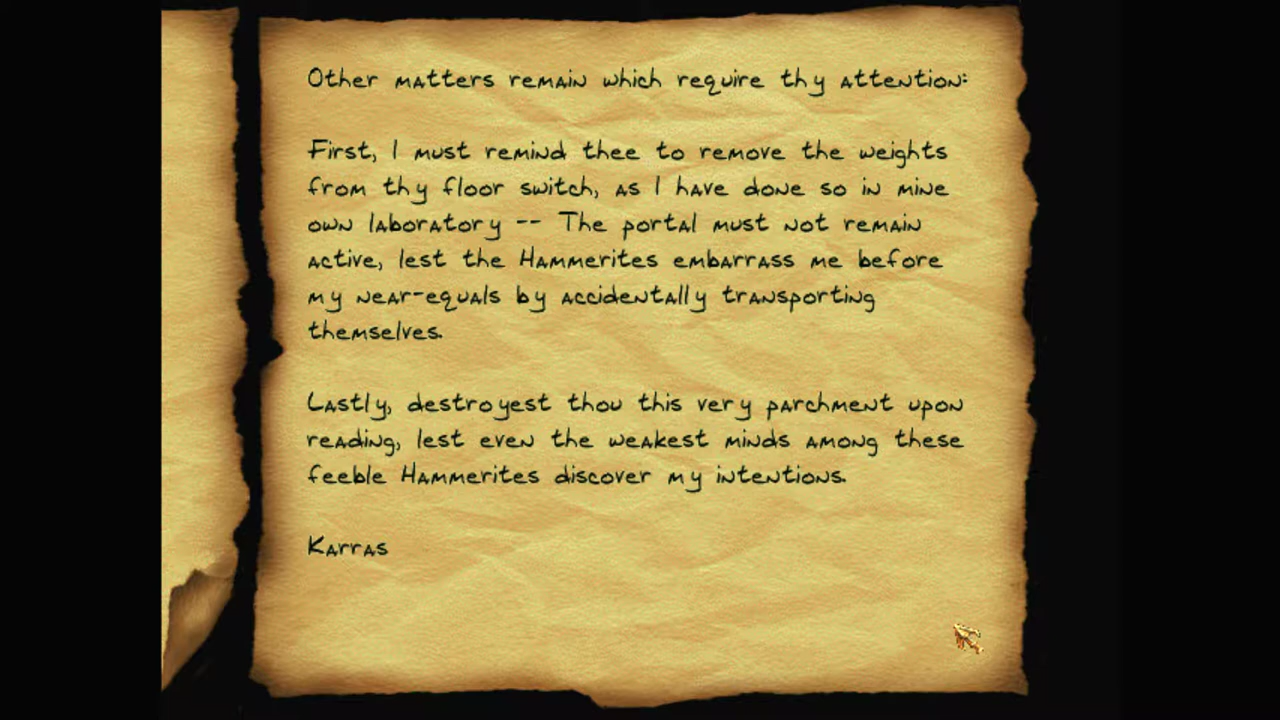 Other matters remain which require thy attention:
First, I must remind thee to remove the weights
from thy floor switch, as I have done so in mine
own laboratory -- The portal must not remain
active, lest the Hammerites embarrass me before
my near-equals by accidentally transporting
themselves.
Lastly, destroyest thou this very parchment upon
reading, lest even the weakest minds among these
feeble Hammerites discover my intentions.
Karras